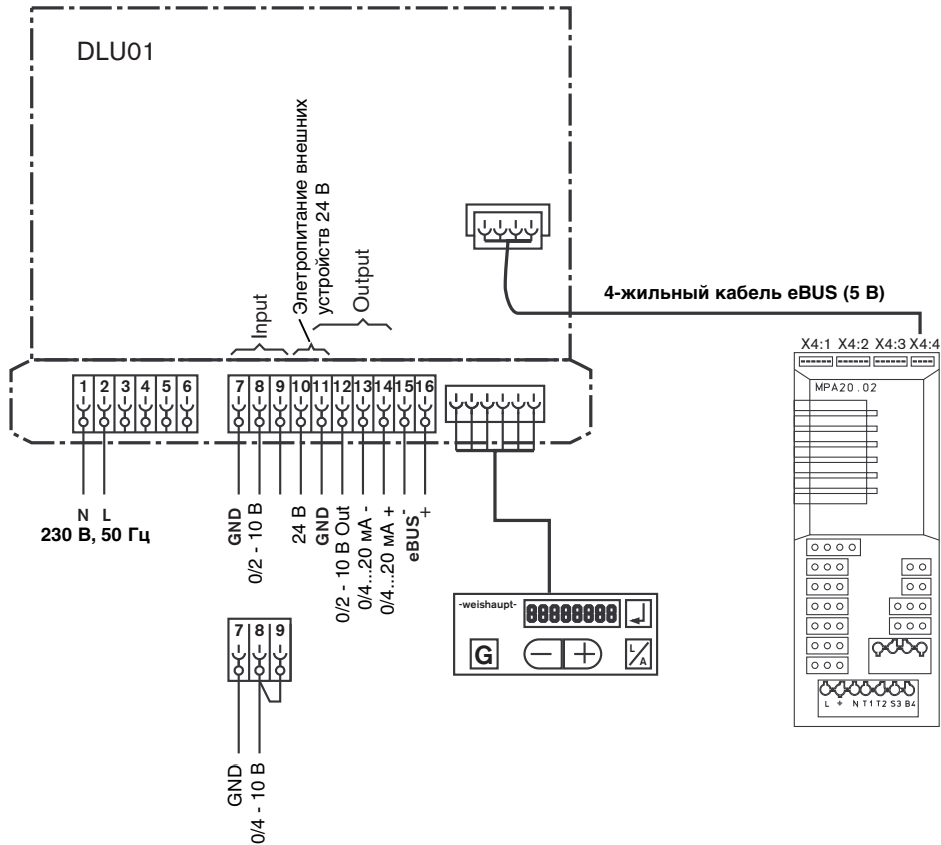 DLU01
Элетропитание внешних
устройств 24 В
Input
Output
4-жильный кабель eBUS (5 В)
X4:1 X4:2 X4:3 X4:4
MPA20.02
1 2 3 4 5 6
7 8 9 10 11 12 13 14 15 16
N L
230 В, 50 Гц
GND
0/2 - 10 В
24 В
GND
0/2 - 10 В Out
0/4...20 мА -
0/4...20 мА +
eBUS - +
-weishaupt-
88888888
G
- +
L/A
7 8 9
GND
0/4 - 10 В
L + N T1 T2 S3 B4